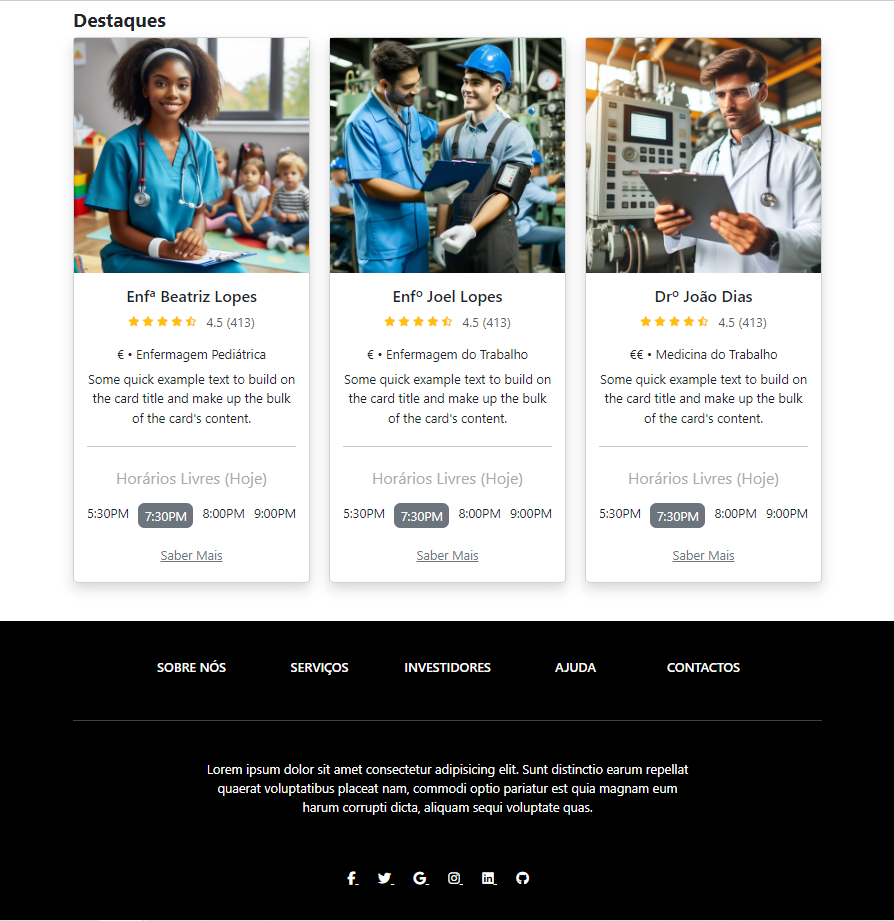 Destaques
Enfª Beatriz Lopes
4.5 (413)
€ • Enfermagem Pediátrica
Some quick example text to build on
the card title and make up the bulk
of the card's content.
Horários Livres (Hoje)
5:30PM 7:30PM 8:00PM 9:00PM
Saber Mais
Enfº Joel Lopes
4.5 (413)
€ • Enfermagem do Trabalho
Some quick example text to build on
the card title and make up the bulk
of the card's content.
Horários Livres (Hoje)
5:30PM 7:30PM 8:00PM 9:00PM
Saber Mais
Drº João Dias
4.5 (413)
€€ • Medicina do Trabalho
Some quick example text to build on
the card title and make up the bulk
of the card's content.
Horários Livres (Hoje)
5:30PM 7:30PM 8:00PM 9:00PM
Saber Mais
SOBRE NÓS SERVIÇOS INVESTIDORES AJUDA CONTACTOS
Lorem ipsum dolor sit amet consectetur adipisicing elit. Sunt distinctio earum repellat
quaerat voluptatibus placeat nam, commodi optio pariatur est quia magnam eum
harum corrupti dicta, aliquam sequi voluptate quas.